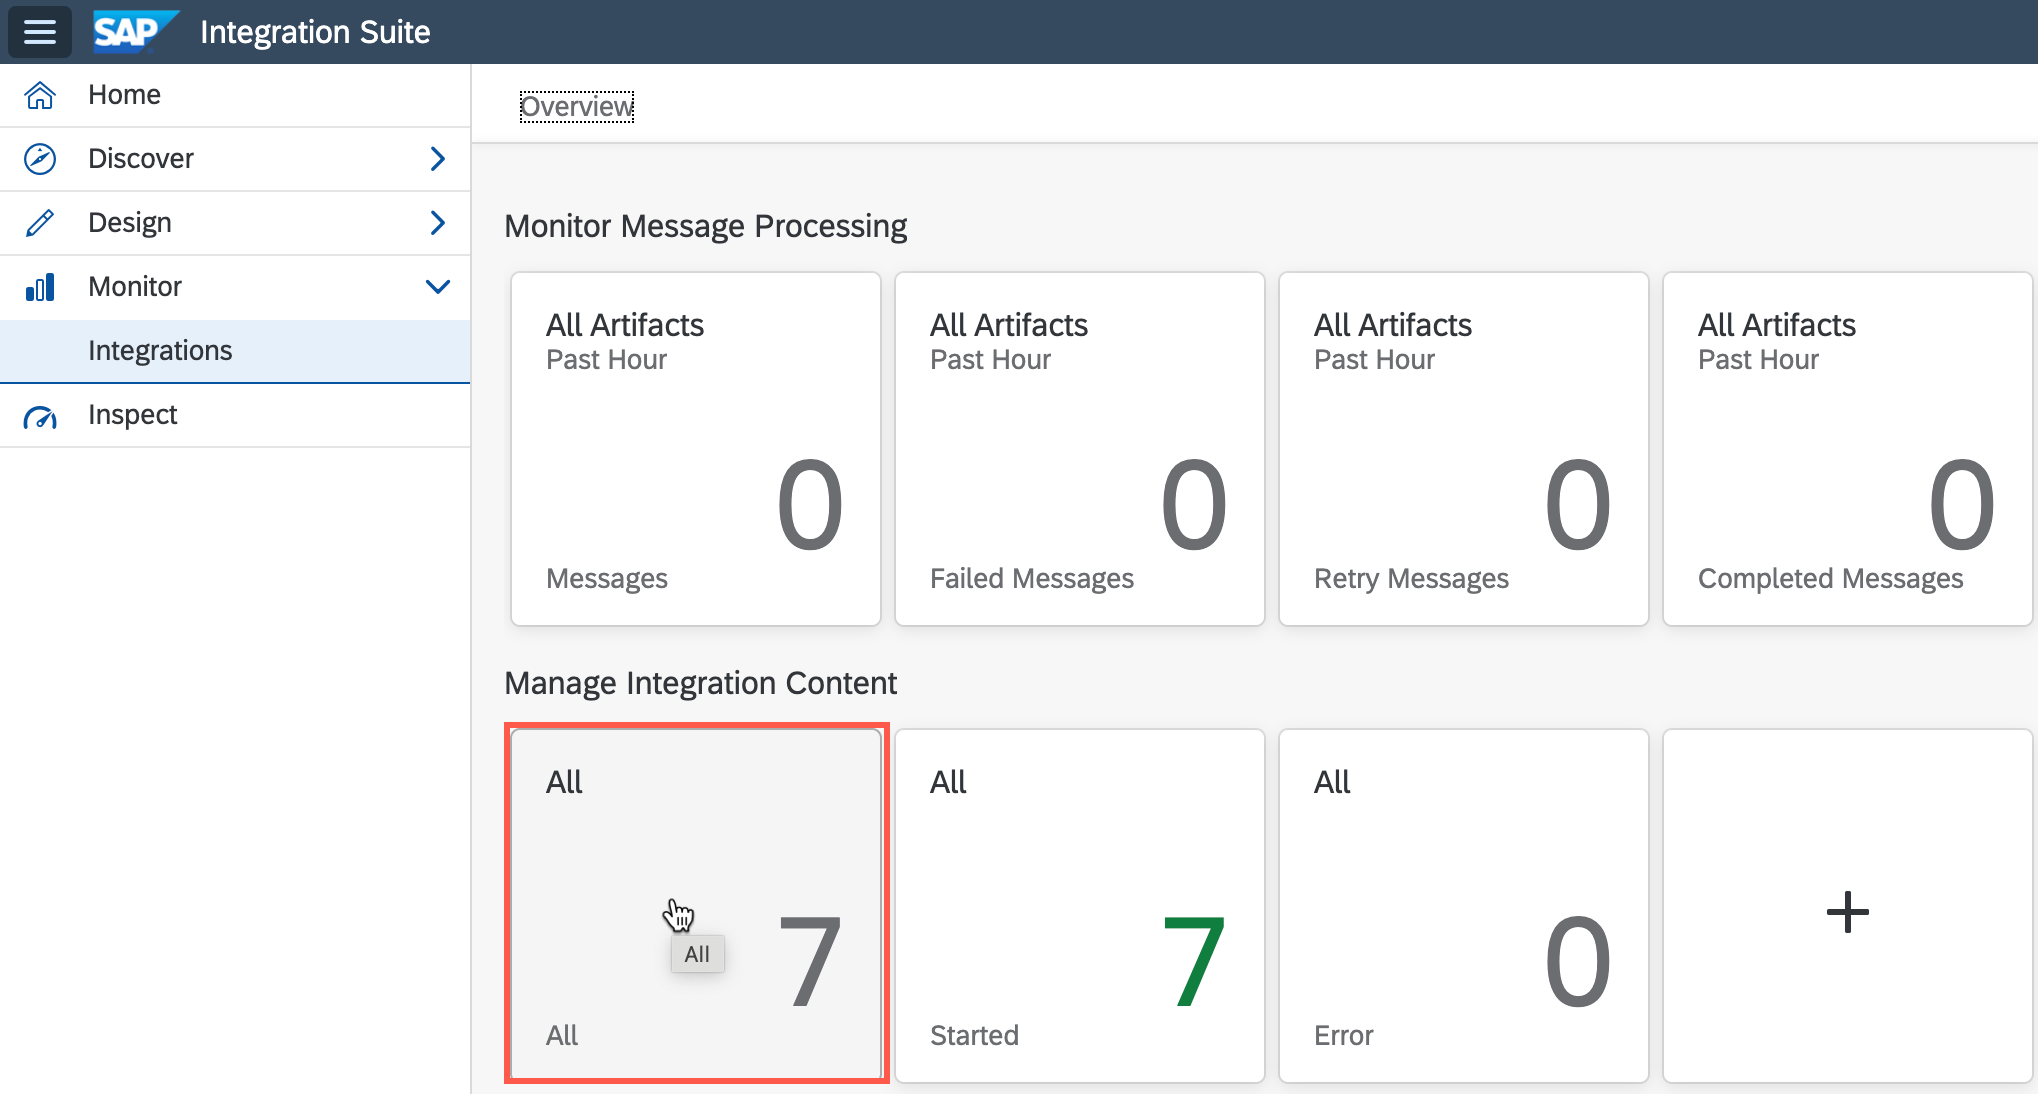 SAP Integration Suite
Home
Discover
Design
Monitor
Integrations
Inspect
Overview
Monitor Message Processing
All Artifacts
Past Hour
0
Messages
All Artifacts
Past Hour
0
Failed Messages
All Artifacts
Past Hour
0
Retry Messages
All Artifacts
Past Hour
0
Completed Messages
Manage Integration Content
All
7
All
All
All
7
Started
All
0
Error
+